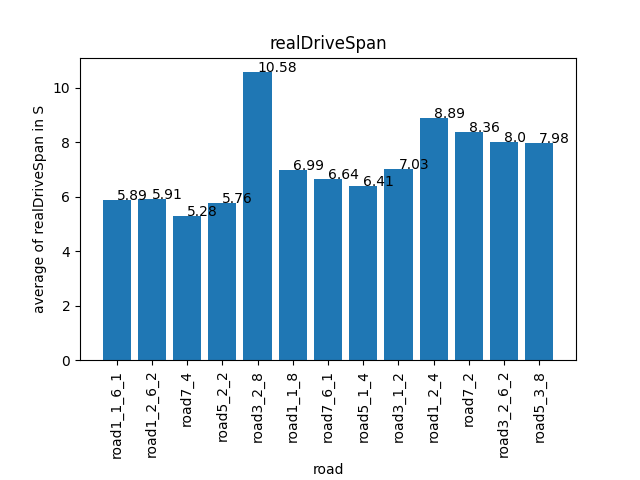 realDriveSpan
average of realDriveSpan in S
10
8
6
4
2
0
5.89
5.91
5.28
5.76
10.58
6.99
6.64
6.41
7.03
8.89
8.36
8.0
7.98
road1_1_6_1
road1_2_6_2
road7_4
road5_2_2
road3_2_8
road1_1_8
road7_6_1
road5_1_4
road3_1_2
road1_2_4
road7_2
road3_2_6_2
road5_3_8
road